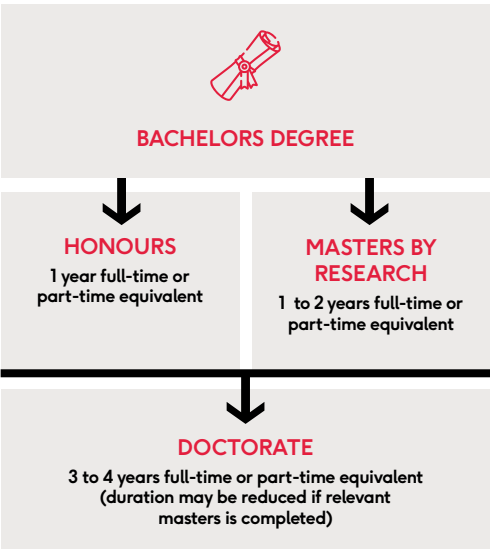 BACHELORS DEGREE
HONOURS
1 year full-time or
part-time equivalent
MASTERS BY
RESEARCH
1 to 2 years full-time or
part-time equivalent
DOCTORATE
3 to 4 years full-time or part-time equivalent
(duration may be reduced if relevant
masters is completed)